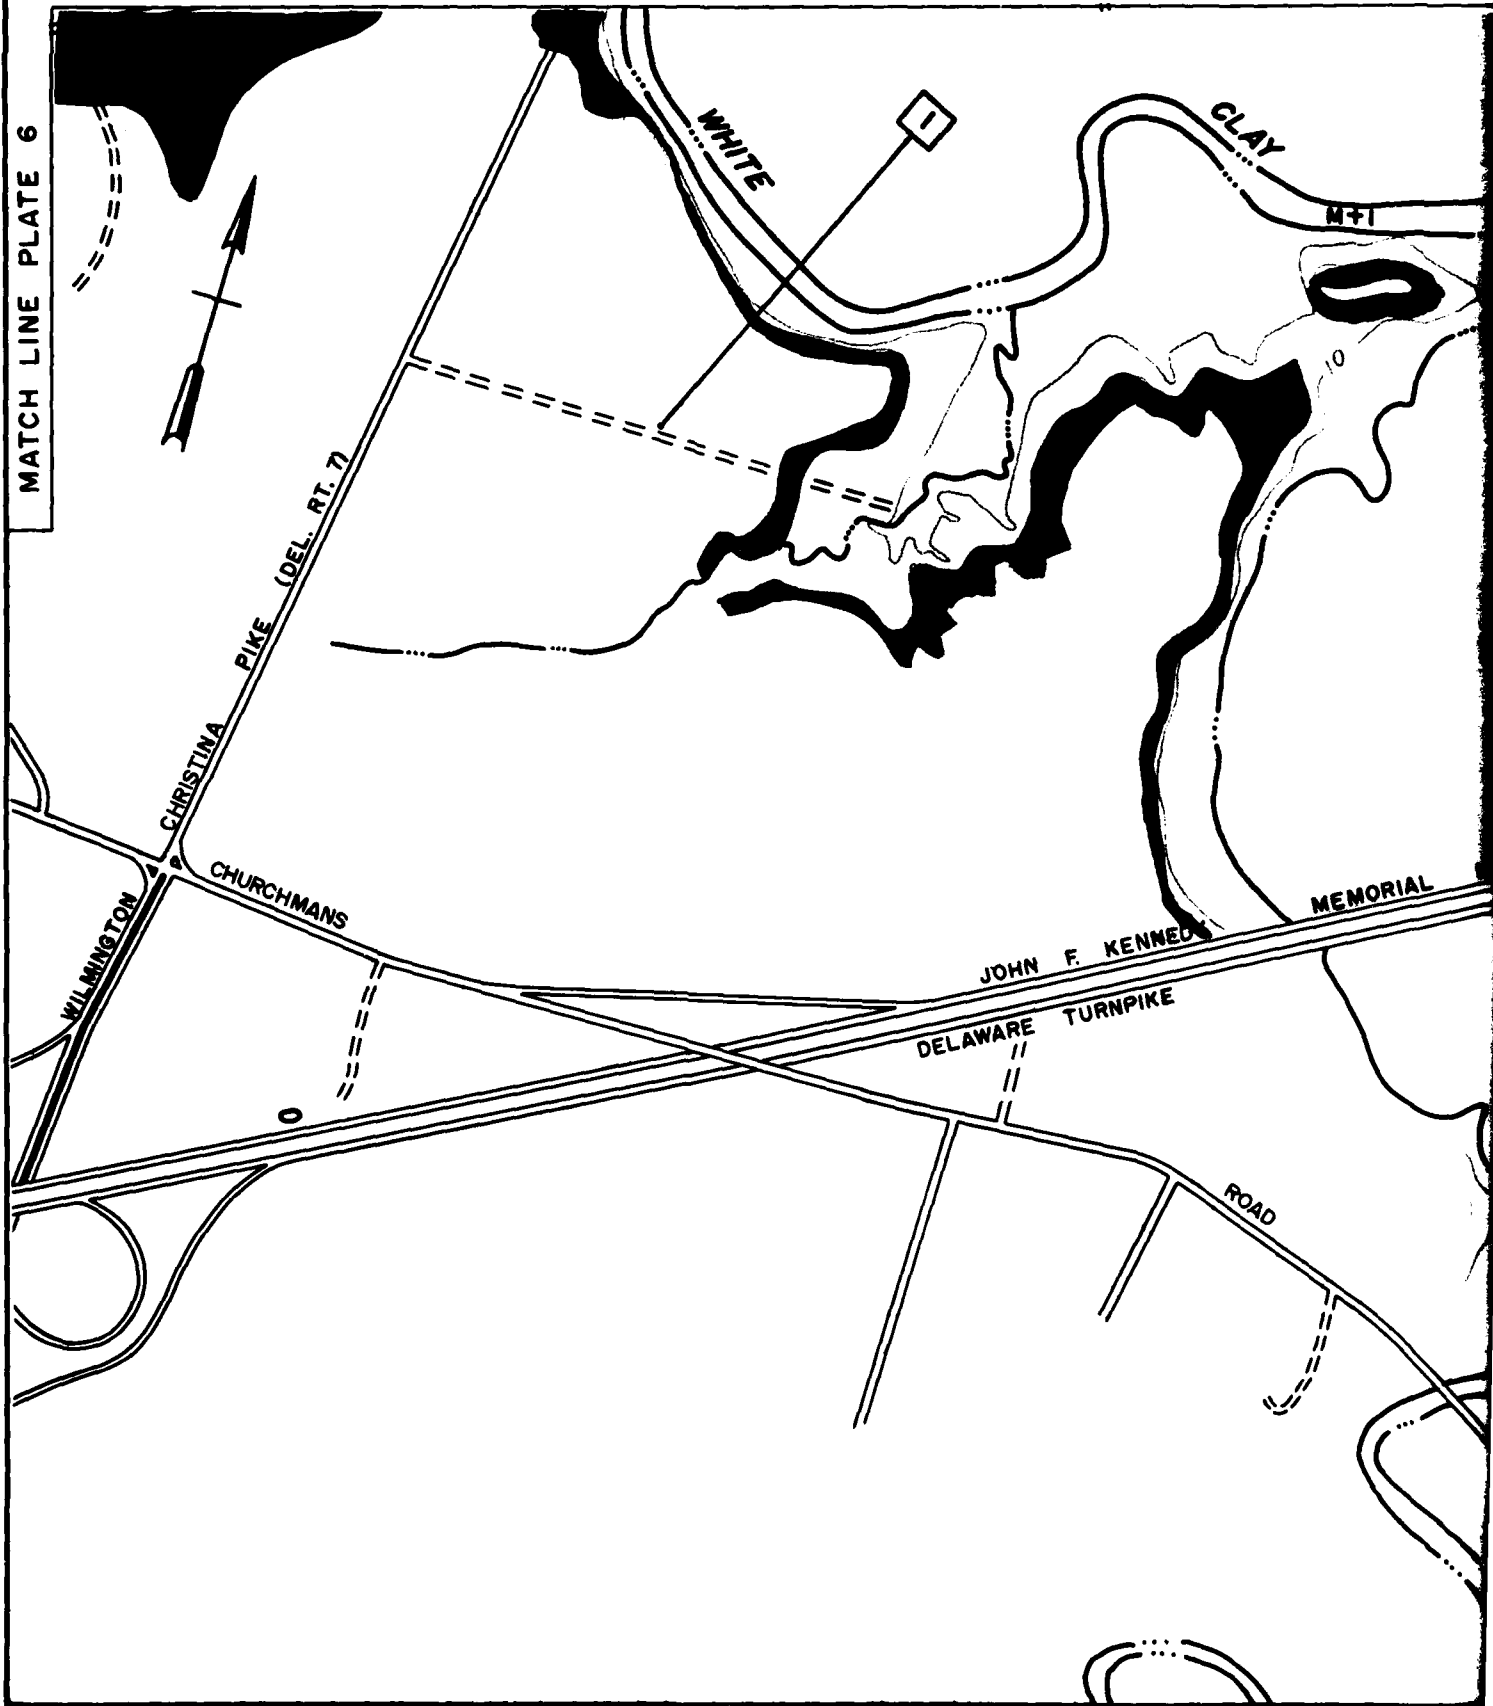 MATCH LINE PLATE 6
WHITE
1
CLAY
M+1
10
WILMINGTON CHRISTINA PIKE (DEL. RT. 7)
CHURCHMANS
JOHN F. KENNEDY MEMORIAL
DELAWARE TURNPIKE
0
ROAD